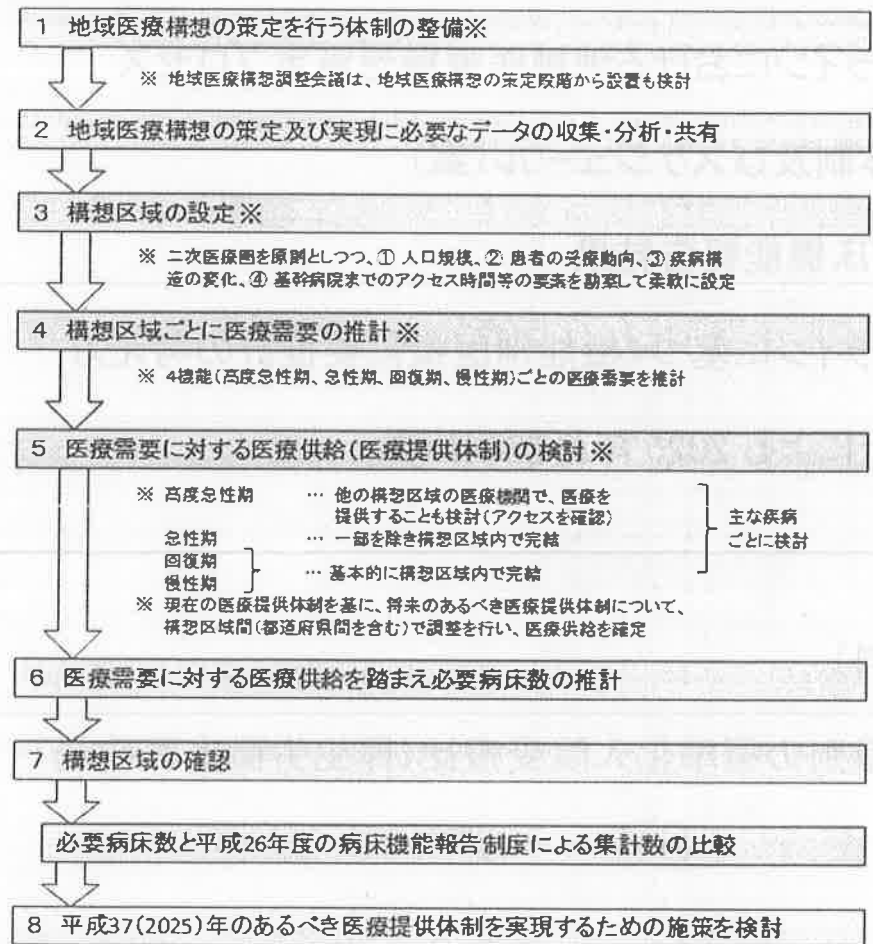 1 地域医療構想の策定を行う体制の整備※
※ 地域医療構想調整会議は、地域医療構想の策定段階から設置も検討
2 地域医療構想の策定及び実現に必要なデータの収集・分析・共有
3 構想区域の設定※
※ 二次医療圏を原則としつつ、① 人口規模、② 患者の受療動向、③ 疾病構
造の変化、④ 基幹病院までのアクセス時間等の要素を勘案して柔軟に設定
4 構想区域ごとに医療需要の推計※
※ 4機能(高度急性期、急性期、回復期、慢性期)ごとの医療需要を推計
5 医療需要に対する医療供給(医療提供体制)の検討※
※ 高度急性期 … 他の構想区域の医療機関で、医療を
提供することも検討(アクセスを確認)
急性期 … 一部を除き構想区域内で完結
回復期
慢性期 … 基本的に構想区域内で完結
主な疾病
ごとに検討
※ 現在の医療提供体制を基に、将来のあるべき医療提供体制について、
構想区域間(都道府県間を含む)で調整を行い、医療供給を確定
6 医療需要に対する医療供給を踏まえ必要病床数の推計
7 構想区域の確認
必要病床数と平成26年度の病床機能報告制度による集計数の比較
8 平成37(2025)年のあるべき医療提供体制を実現するための施策を検討